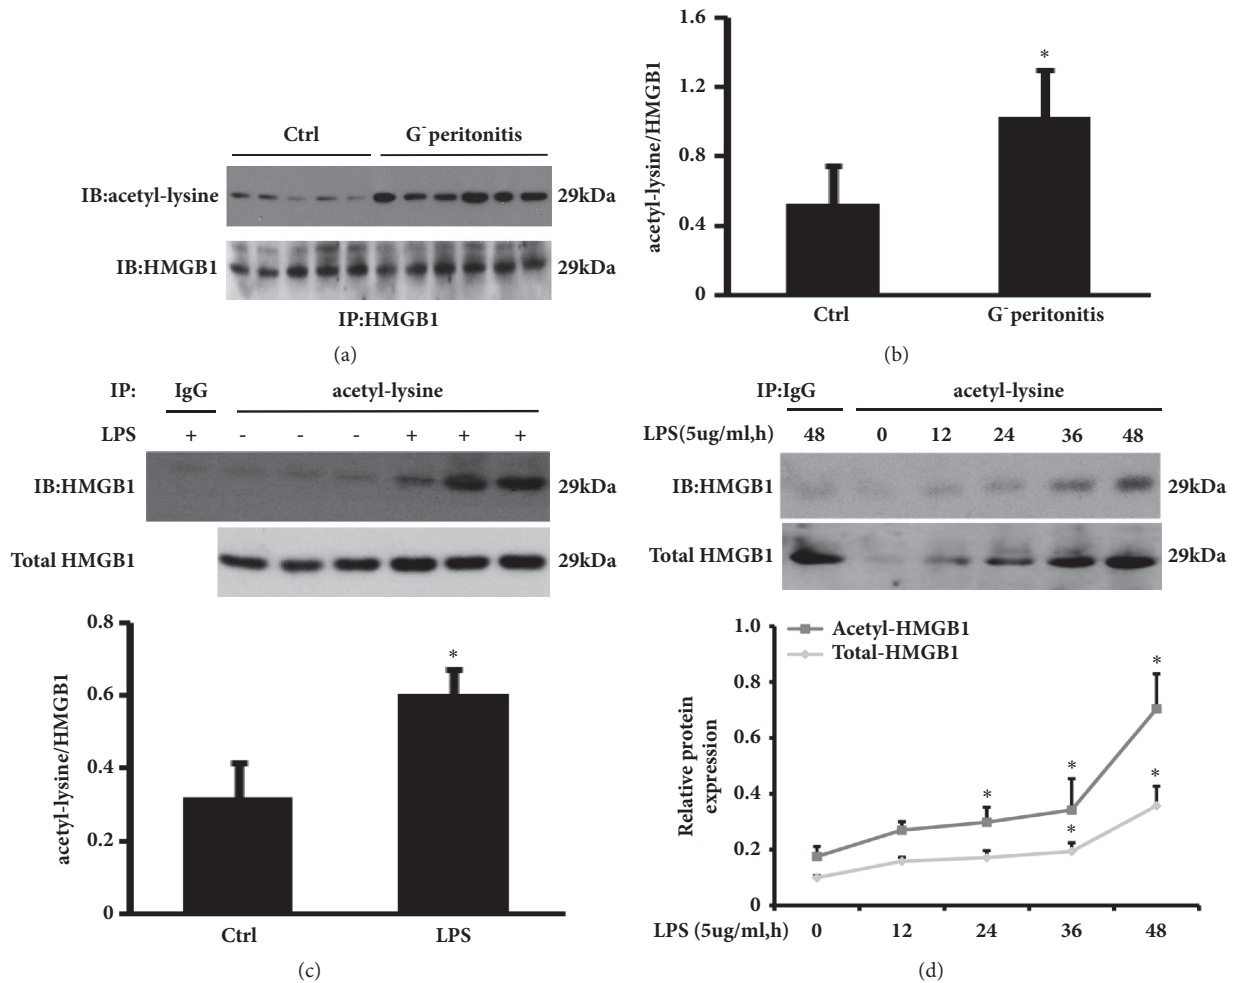 Ctrl G⁻peritonitis
IB:acetyl-lysine 29kDa
IB:HMGB1 29kDa
IP:HMGB1
(a)
1.6
1.2
0.8
0.4
0
acetyl-lysine/HMGB1
*
Ctrl G⁻peritonitis
(b)
IP: IgG acetyl-lysine
LPS + - - - + + +
IB:HMGB1 29kDa
Total HMGB1 29kDa
0.8
0.6
0.4
0.2
0
acetyl-lysine/HMGB1
*
Ctrl LPS
(c)
IP:IgG acetyl-lysine
LPS(5ug/ml,h) 48 0 12 24 36 48
IB:HMGB1 29kDa
Total HMGB1 29kDa
1.0
0.8
0.6
0.4
0.2
0
Relative protein
expression
Acetyl-HMGB1
Total-HMGB1
*
*
*
*
*
LPS (5ug/ml,h) 0 12 24 36 48
(d)